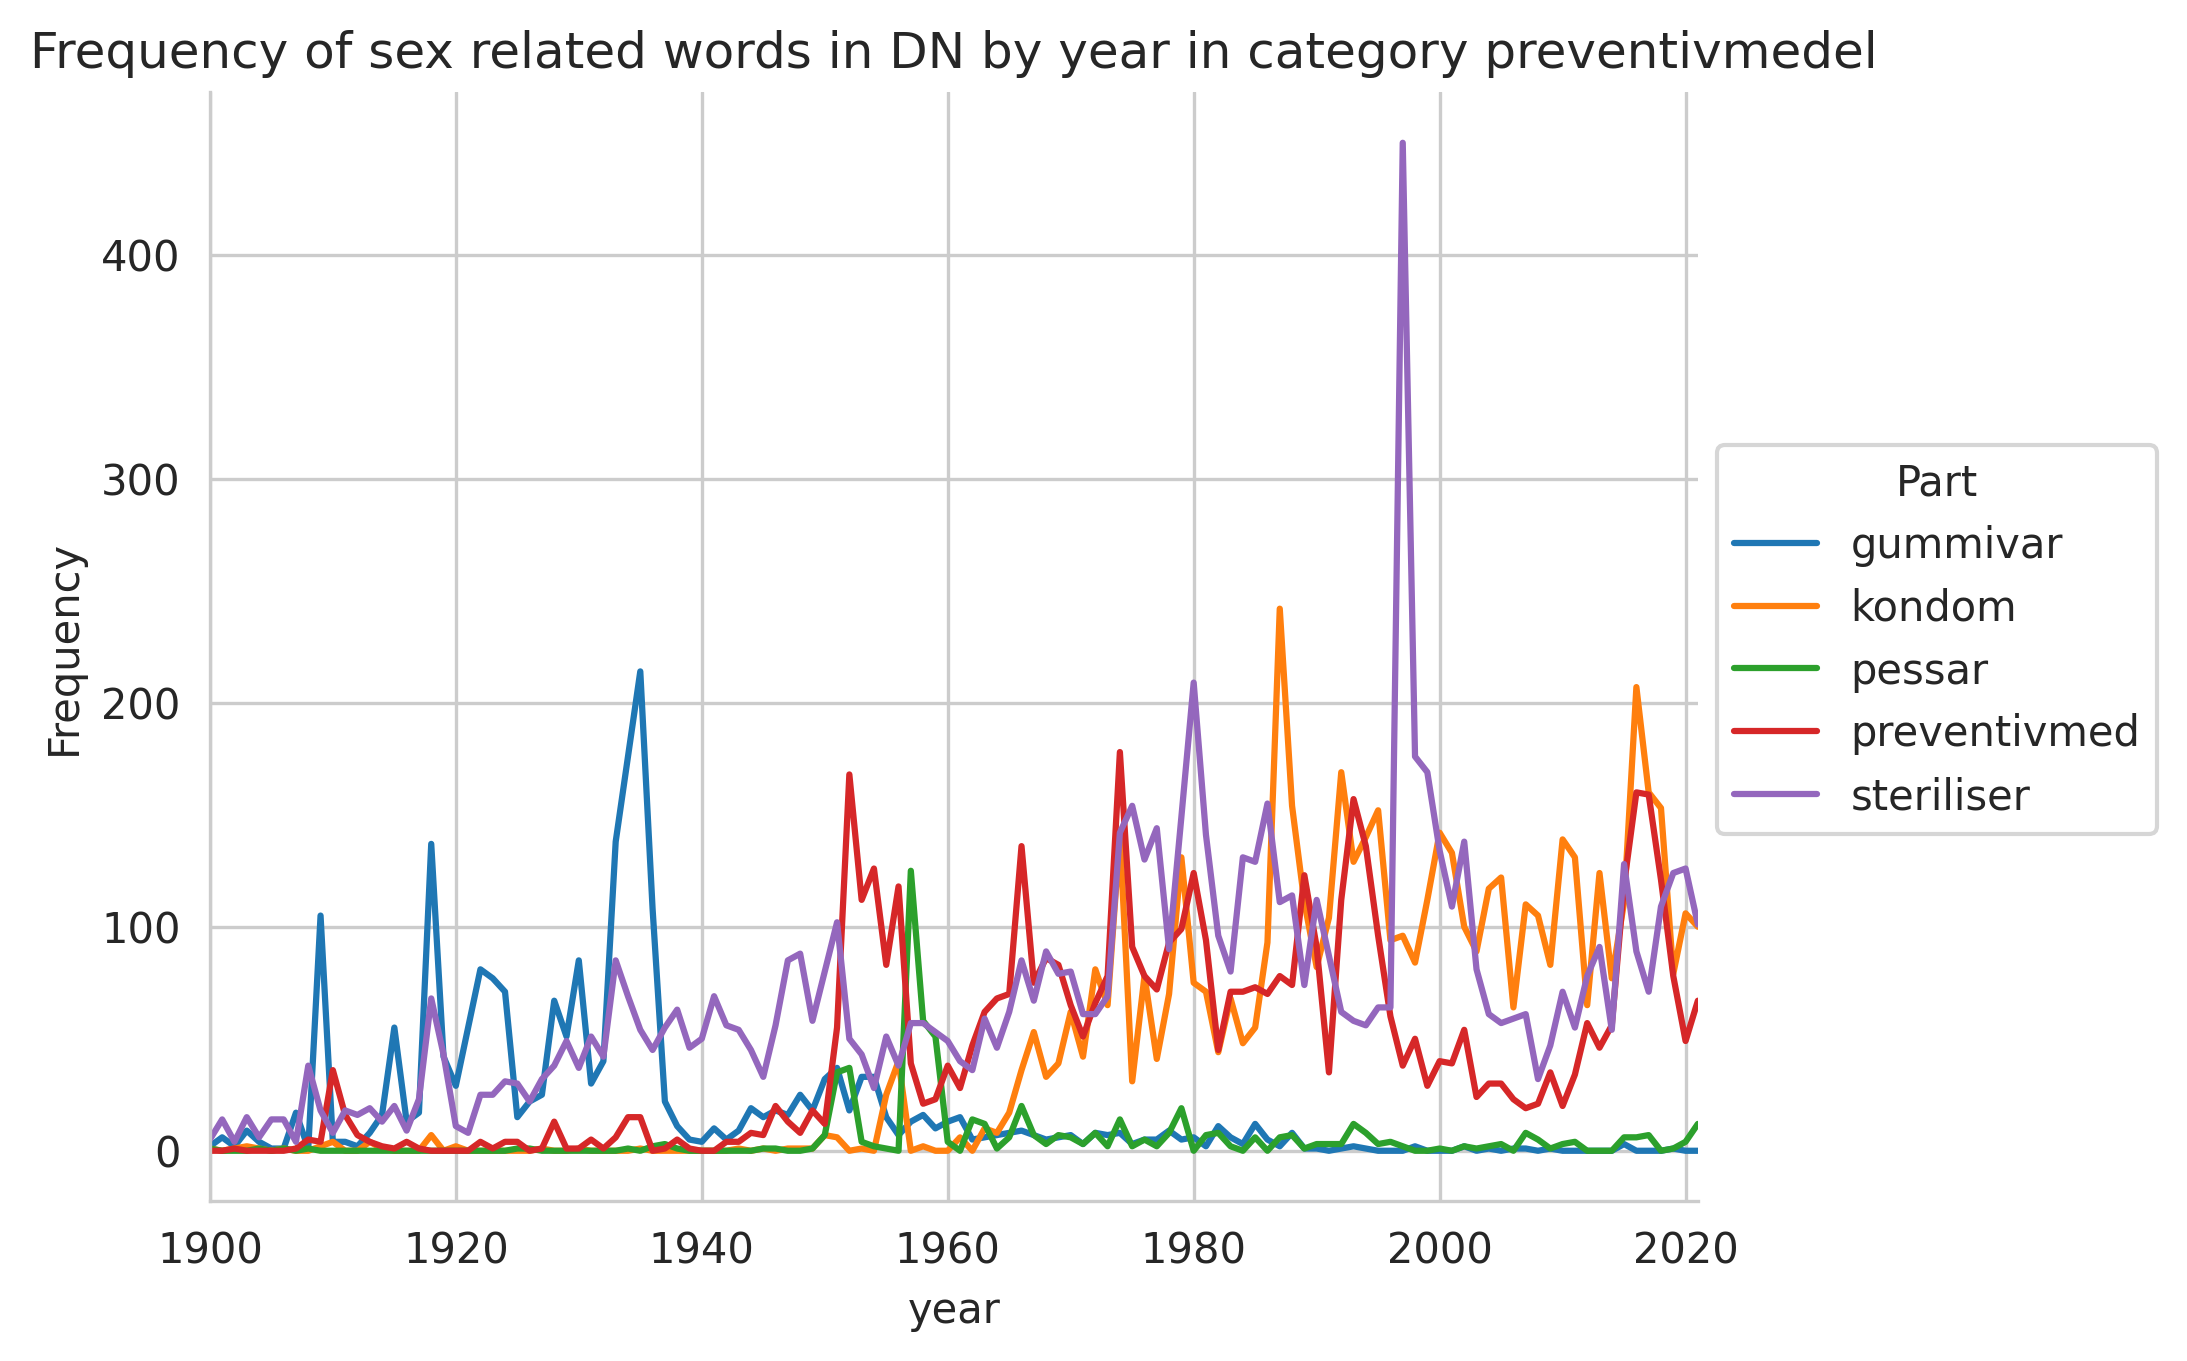 Frequency of sex related words in DN by year in category preventivmedel
400
300
200
100
0
Frequency
1900 1920 1940 1960 1980 2000 2020
year
Part
gummivar
kondom
pessar
preventivmed
steriliser